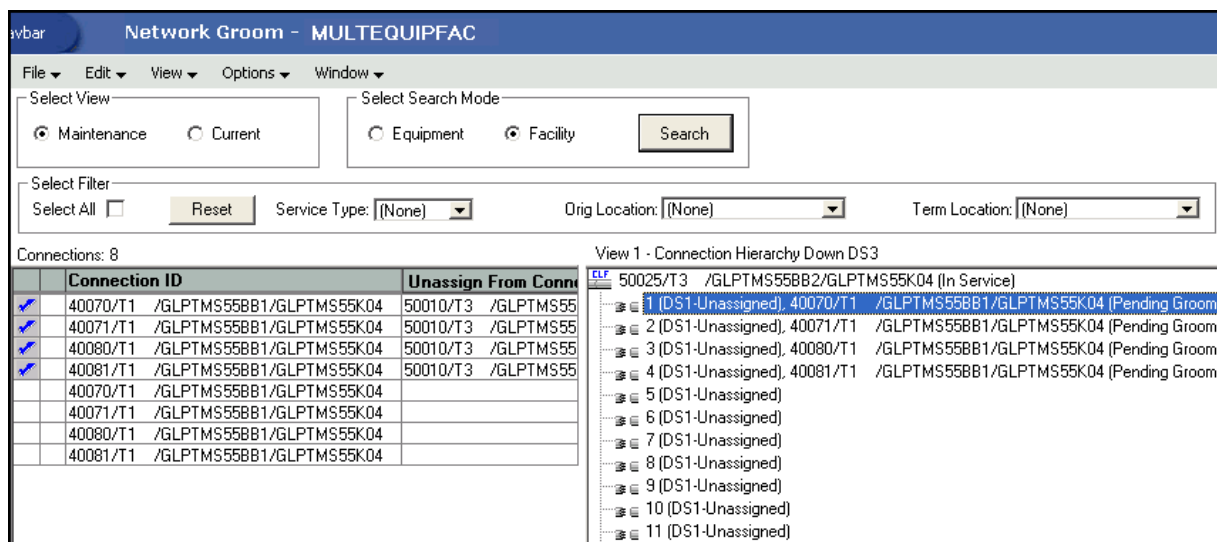 avbar Network Groom - MULTEQUIPFAC
File Edit View Options Window
Select View Select Search Mode
Maintenance Current Equipment Facility Search
Select Filter
Select All Reset Service Type: (None) Orig Location: (None) Term Location: (None)
Connections: 8
Connection ID Unassign From Conne
40070/T1 /GLPTMS55BB1/GLPTMS55K04 50010/T3 /GLPTMS55
40071/T1 /GLPTMS55BB1/GLPTMS55K04 50010/T3 /GLPTMS55
40080/T1 /GLPTMS55BB1/GLPTMS55K04 50010/T3 /GLPTMS55
40081/T1 /GLPTMS55BB1/GLPTMS55K04 50010/T3 /GLPTMS55
40070/T1 /GLPTMS55BB1/GLPTMS55K04
40071/T1 /GLPTMS55BB1/GLPTMS55K04
40080/T1 /GLPTMS55BB1/GLPTMS55K04
40081/T1 /GLPTMS55BB1/GLPTMS55K04
View 1 - Connection Hierarchy Down DS3
CLF 50025/T3 /GLPTMS55BB2/GLPTMS55K04 (In Service)
1 (DS1-Unassigned), 40070/T1 /GLPTMS55BB1/GLPTMS55K04 (Pending Groom
2 (DS1-Unassigned), 40071/T1 /GLPTMS55BB1/GLPTMS55K04 (Pending Groom
3 (DS1-Unassigned), 40080/T1 /GLPTMS55BB1/GLPTMS55K04 (Pending Groom
4 (DS1-Unassigned), 40081/T1 /GLPTMS55BB1/GLPTMS55K04 (Pending Groom
5 (DS1-Unassigned)
6 (DS1-Unassigned)
7 (DS1-Unassigned)
8 (DS1-Unassigned)
9 (DS1-Unassigned)
10 (DS1-Unassigned)
11 (DS1-Unassigned)